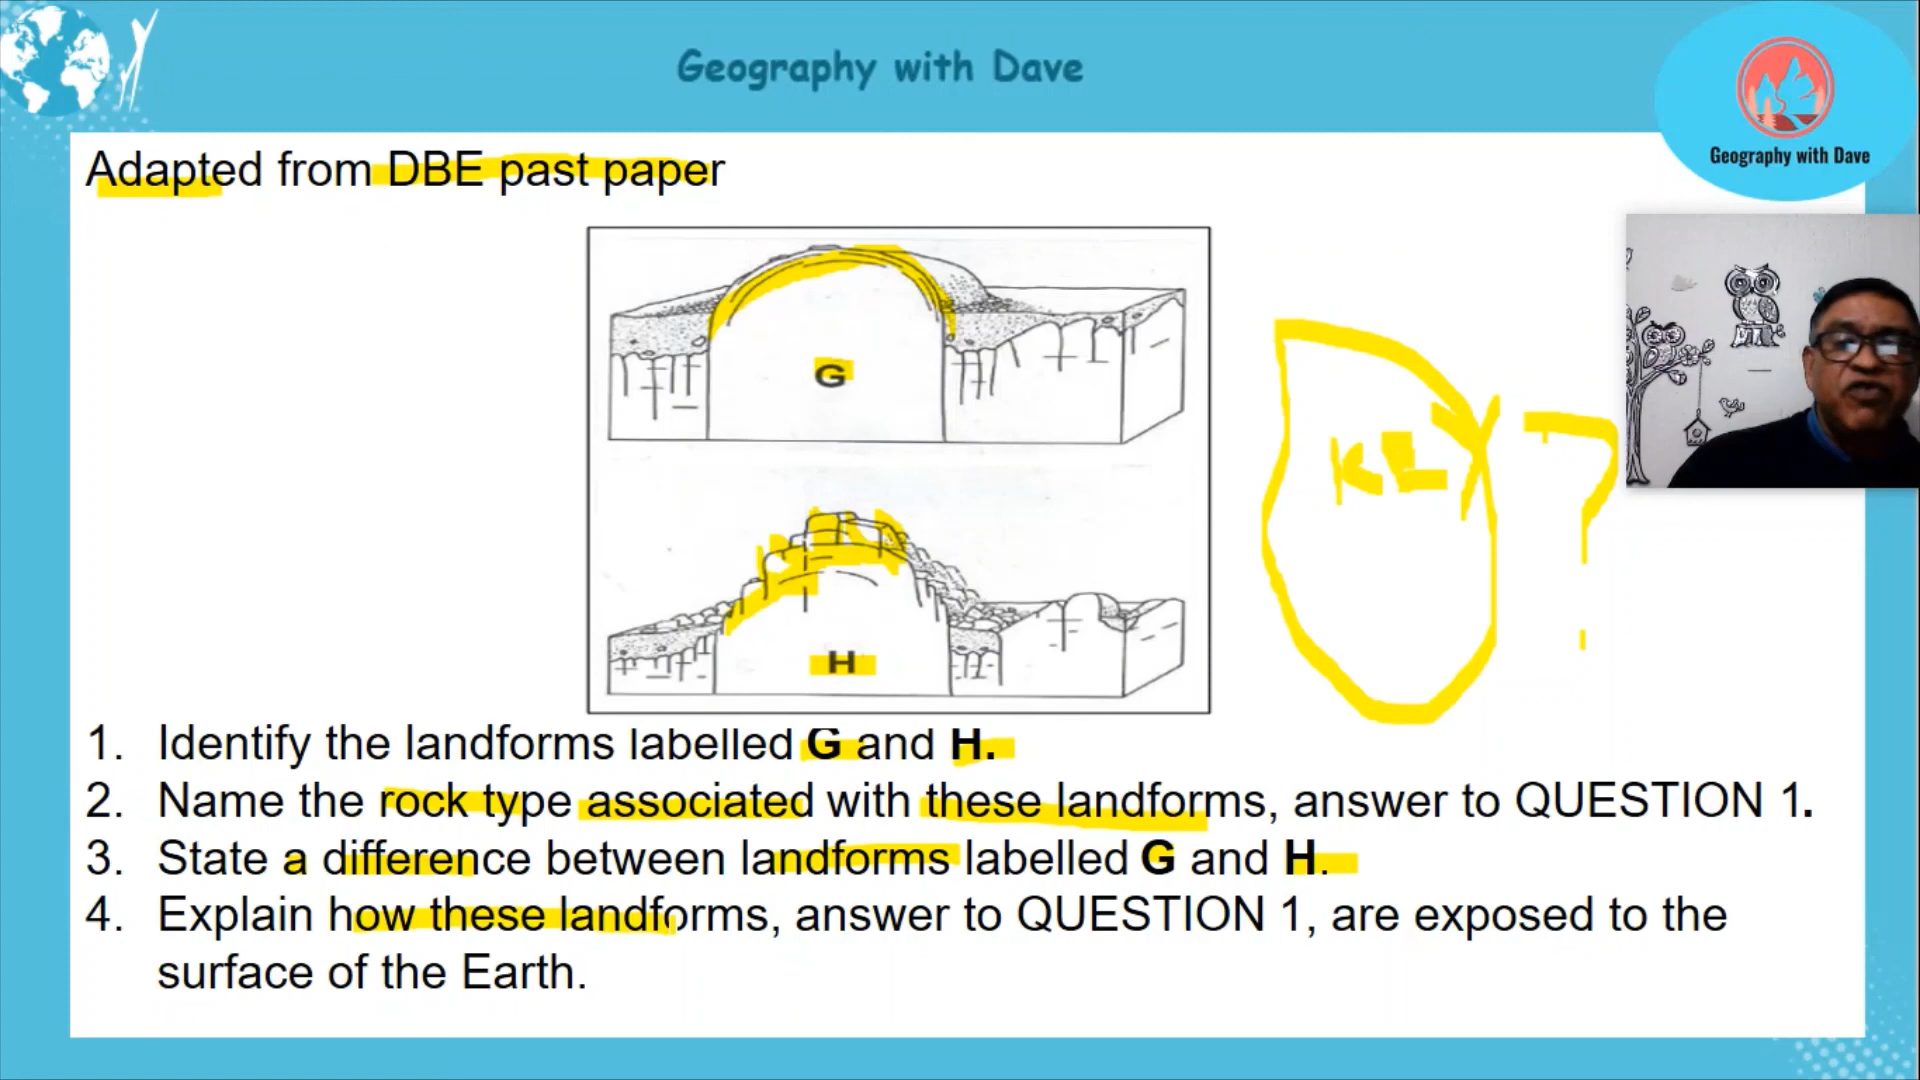 Geography with Dave
Geography with Dave
Adapted from DBE past paper
G
KEY ?
H
1. Identify the landforms labelled G and H.
2. Name the rock type associated with these landforms, answer to QUESTION 1.
3. State a difference between landforms labelled G and H.
4. Explain how these landforms, answer to QUESTION 1, are exposed to the
surface of the Earth.